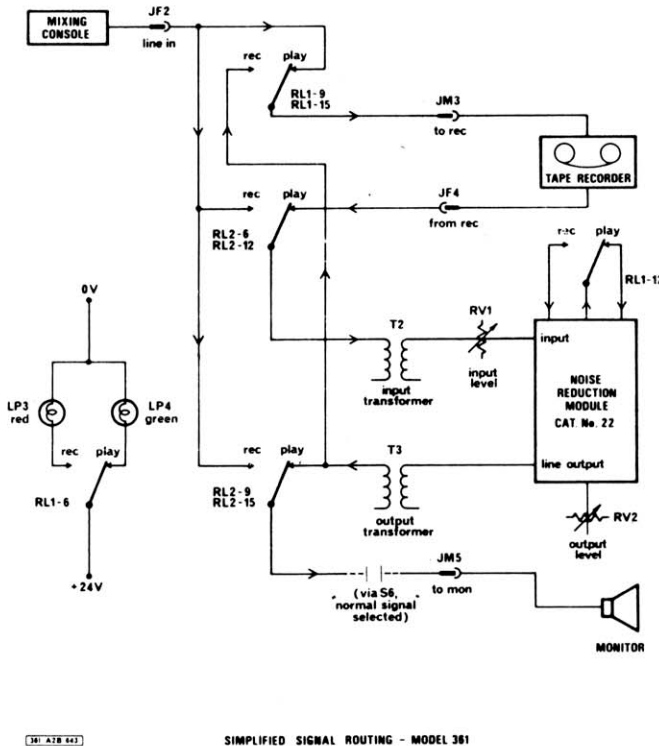 MIXING
CONSOLE
JF2
line in
rec play
RL1-9
RL1-15
JM3
to rec
TAPE RECORDER
rec play
JF4
from rec
RL2-6
RL2-12
rec play
RL1-12
0V
T2
RV1
input
input
transformer
input
level
NOISE
REDUCTION
MODULE
CAT. No. 22
LP3
red
LP4
green
rec play
RL1-6
+24V
rec play
RL2-9
RL2-15
T3
line output
output
transformer
RV2
output
level
JM5
to mon
(via S6,
normal signal
selected)
MONITOR
SIMPLIFIED SIGNAL ROUTING - MODEL 361